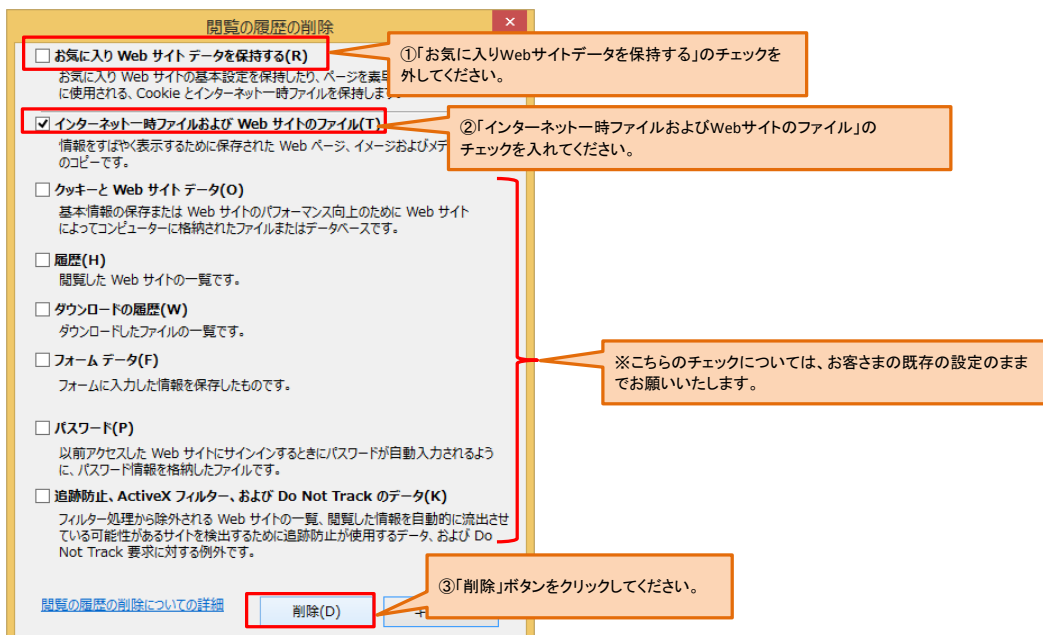 閲覧の履歴の削除
お気に入り Web サイト データを保持する(R)
①「お気に入りWebサイトデータを保持する」のチェックを
外してください。
お気に入り Web サイトの基本設定を保持したり、ページを素早
に使用される、Cookie とインターネット一時ファイルを保持しま
インターネット一時ファイルおよび Web サイトのファイル(T)
②「インターネット一時ファイルおよびWebサイトのファイル」の
チェックを入れてください。
情報をすばやく表示するために保存された Web ページ、イメージおよびメデ
のコピーです。
クッキーと Web サイト データ(O)
基本情報の保存または Web サイトのパフォーマンス向上のために Web サイト
によってコンピューターに格納されたファイルまたはデータベースです。
履歴(H)
閲覧した Web サイトの一覧です。
ダウンロードの履歴(W)
ダウンロードしたファイルの一覧です。
フォーム データ(F)
フォームに入力した情報を保存したものです。
※こちらのチェックについては、お客さまの既存の設定のまま
でお願いいたします。
パスワード(P)
以前アクセスした Web サイトにサインインするときにパスワードが自動入力されるよう
に、パスワード情報を格納したファイルです。
追跡防止、ActiveX フィルター、および Do Not Track のデータ(K)
フィルター処理から除外される Web サイトの一覧、閲覧した情報を自動的に流出させ
ている可能性があるサイトを検出するために追跡防止が使用するデータ、および Do
Not Track 要求に対する例外です。
③「削除」ボタンをクリックしてください。
閲覧の履歴の削除についての詳細
削除(D)